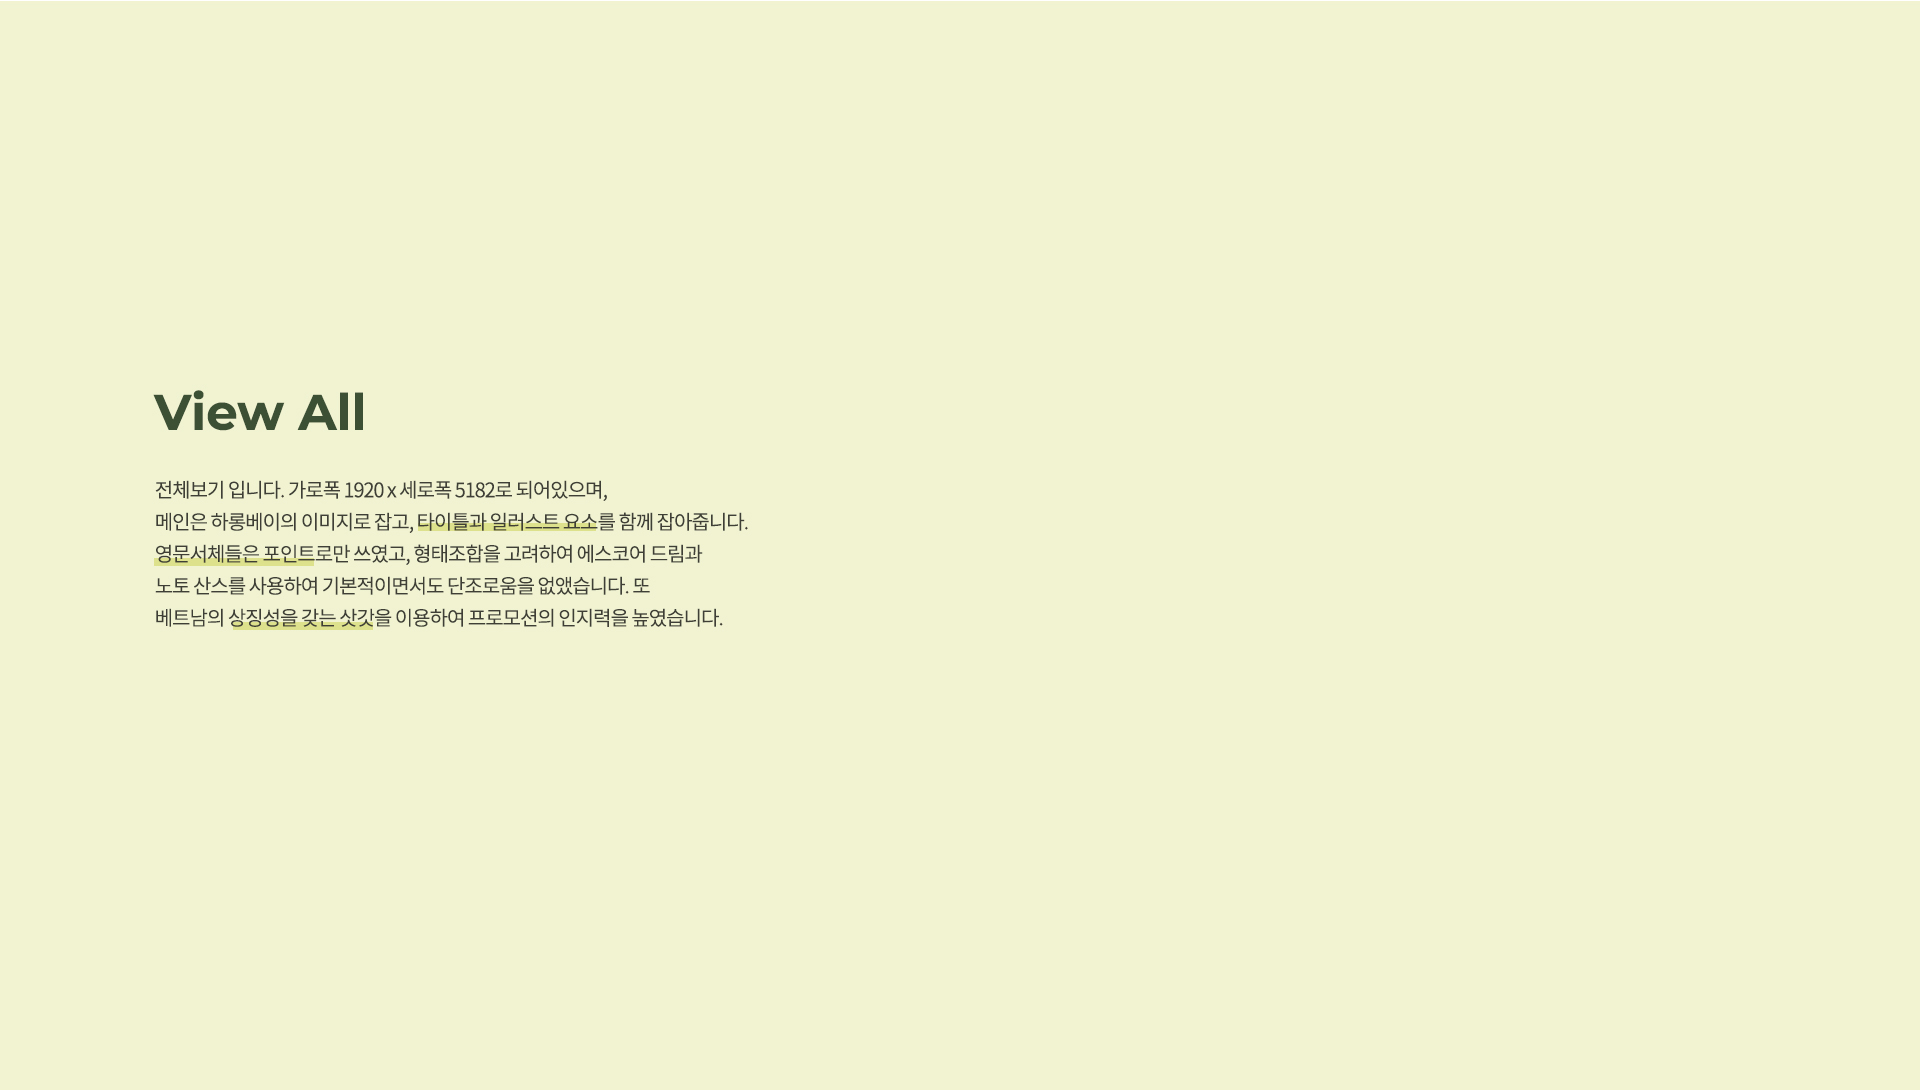 View All
전체보기 입니다. 가로폭 1920 x 세로폭 5182로 되어있으며,
메인은 하롱베이의 이미지로 잡고, 타이틀과 일러스트 요소를 함께 잡아줍니다.
영문서체들은 포인트로만 쓰였고, 형태조합을 고려하여 에스코어 드림과
노토 산스를 사용하여 기본적이면서도 단조로움을 없앴습니다. 또
베트남의 상징성을 갖는 삿갓을 이용하여 프로모션의 인지력을 높였습니다.